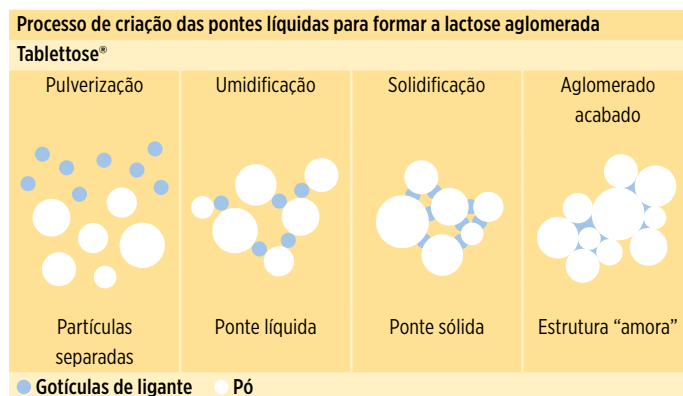 Processo de criação das pontes líquidas para formar a lactose aglomerada
Tablettose®
Pulverização
Umidificação
Solidificação
Aglomerado
acabado
Partículas
separadas
Ponte líquida
Ponte sólida
Estrutura “amora”
Gotículas de ligante
Pó